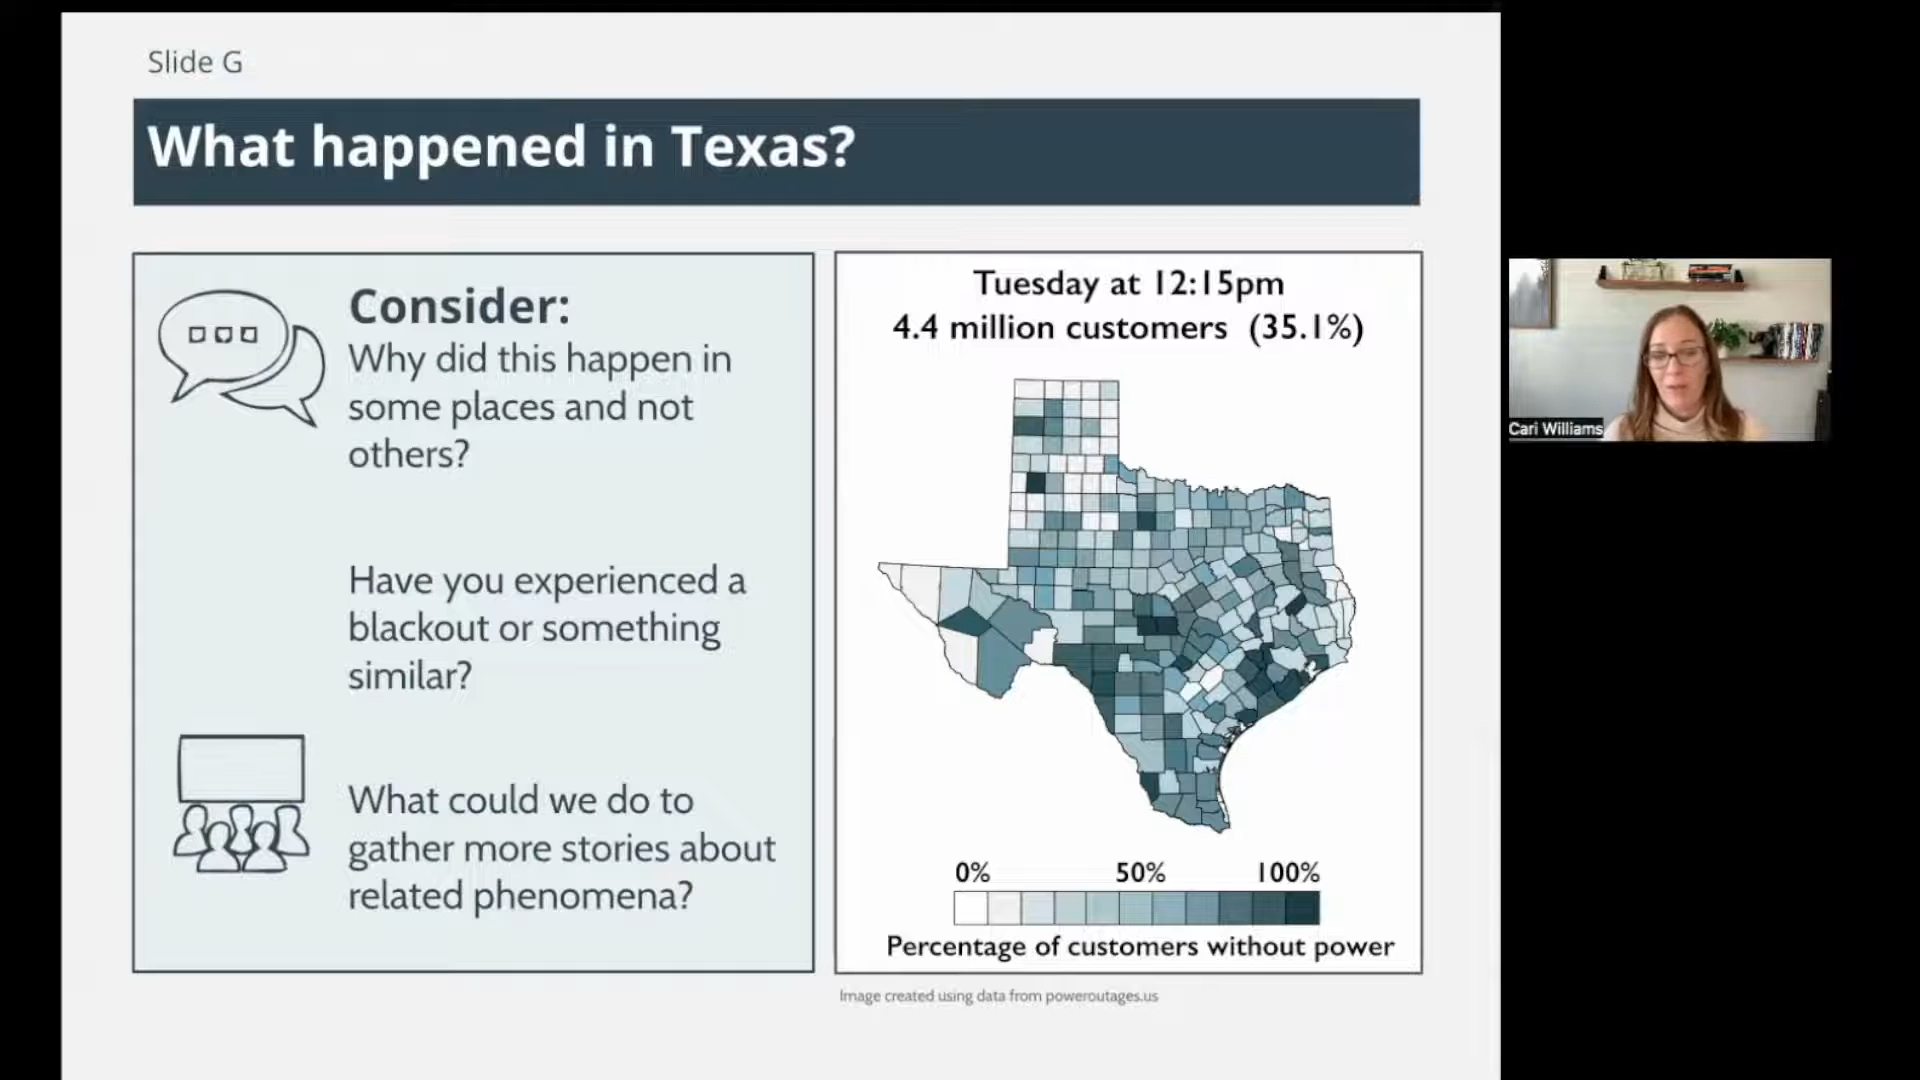 Slide G
What happened in Texas?
Consider:
Why did this happen in
some places and not
others?
Have you experienced a
blackout or something
similar?
What could we do to
gather more stories about
related phenomena?
Tuesday at 12:15pm
4.4 million customers (35.1%)
0% 50% 100%
Percentage of customers without power
Image created using data from poweroutages.us
Cari Williams